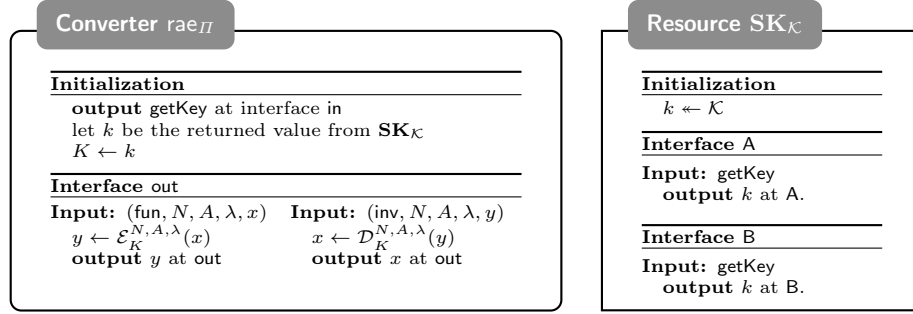 Converter rae_Π
Initialization
output getKey at interface in
let k be the returned value from SK_𝒦
K ← k
Interface out
Input: (fun, N, A, λ, x) Input: (inv, N, A, λ, y)
y ← ℰ_K^{N,A,λ}(x) x ← 𝒟_K^{N,A,λ}(y)
output y at out output x at out
Resource SK_𝒦
Initialization
k ↞ 𝒦
Interface A
Input: getKey
output k at A.
Interface B
Input: getKey
output k at B.